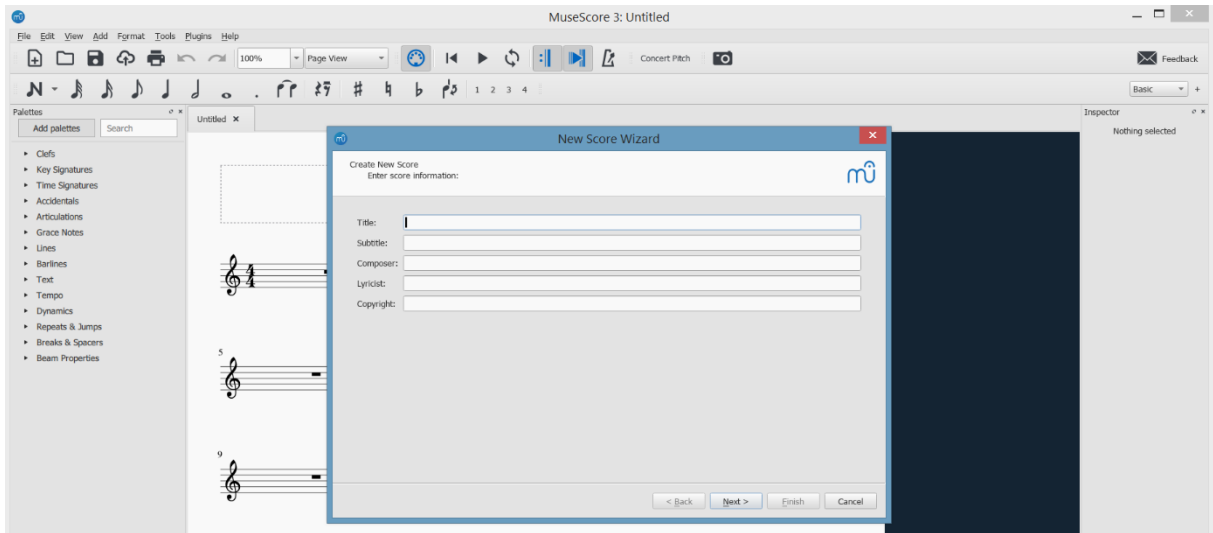 MuseScore 3: Untitled
File Edit View Add Format Tools Plugins Help
100% Page View Concert Pitch Feedback
1 2 3 4 Basic +
Palettes
Add palettes Search
Clefs
Key Signatures
Time Signatures
Accidentals
Articulations
Grace Notes
Lines
Barlines
Text
Tempo
Dynamics
Repeats & Jumps
Breaks & Spacers
Beam Properties
Untitled
4
4
5
9
New Score Wizard
Create New Score
Enter score information:
Title:
Subtitle:
Composer:
Lyricist:
Copyright:
< Back Next > Finish Cancel
Inspector
Nothing selected